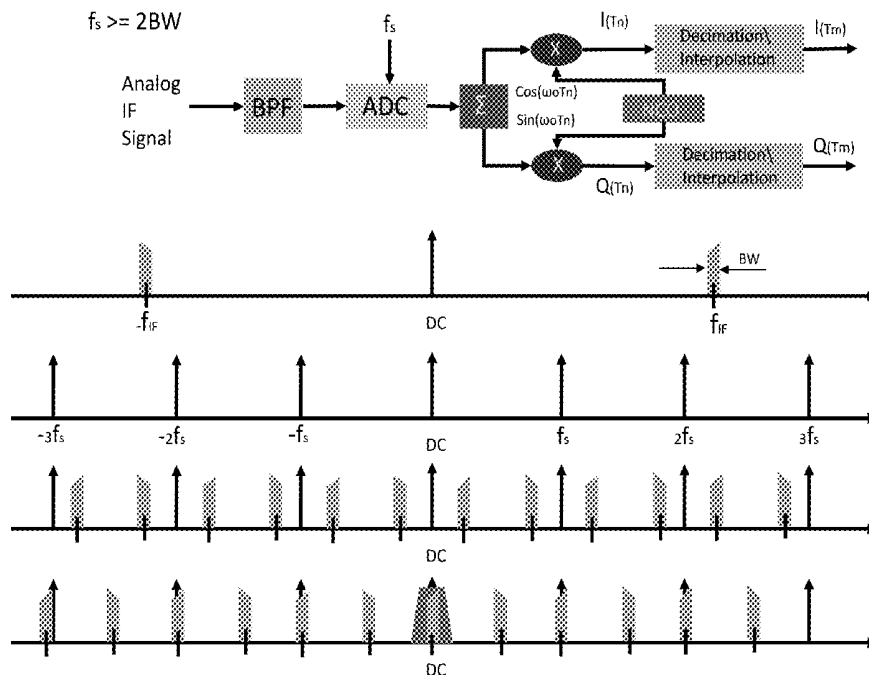 fs >= 2BW
fs
I(Tn)
I(Tm)
Decimation\
Interpolation
Analog
IF
Signal
BPF
ADC
Σ
X
Cos(ωoTn)
Sin(ωoTn)
X
Q(Tn)
Decimation\
Interpolation
Q(Tm)
BW
-fIF
DC
fIF
-3fs
-2fs
-fs
DC
fs
2fs
3fs
DC
DC